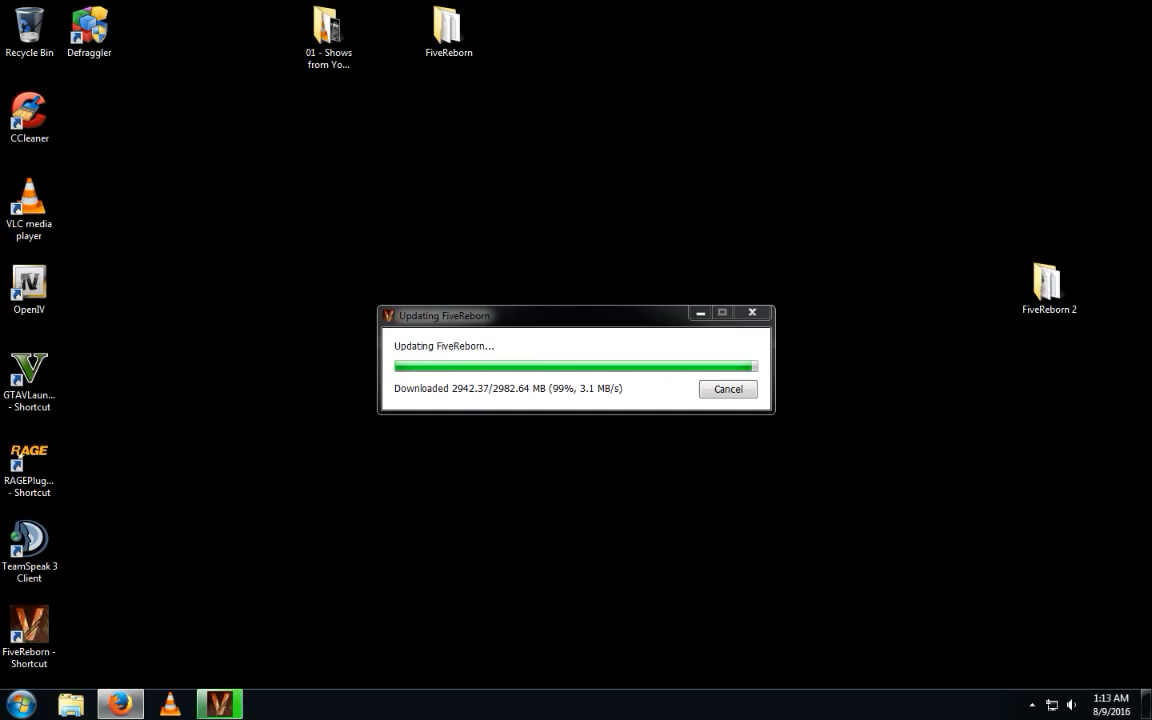 Recycle Bin
Defraggler
01 - Shows
from Yo...
FiveReborn
CCleaner
VLC media
player
OpenIV
FiveReborn 2
Updating FiveReborn
Updating FiveReborn...
Downloaded 2942.37/2982.64 MB (99%, 3.1 MB/s)
Cancel
GTAVLaun...
- Shortcut
RAGE
RAGEPlug...
- Shortcut
TeamSpeak 3
Client
FiveReborn -
Shortcut
1:13 AM
8/9/2016